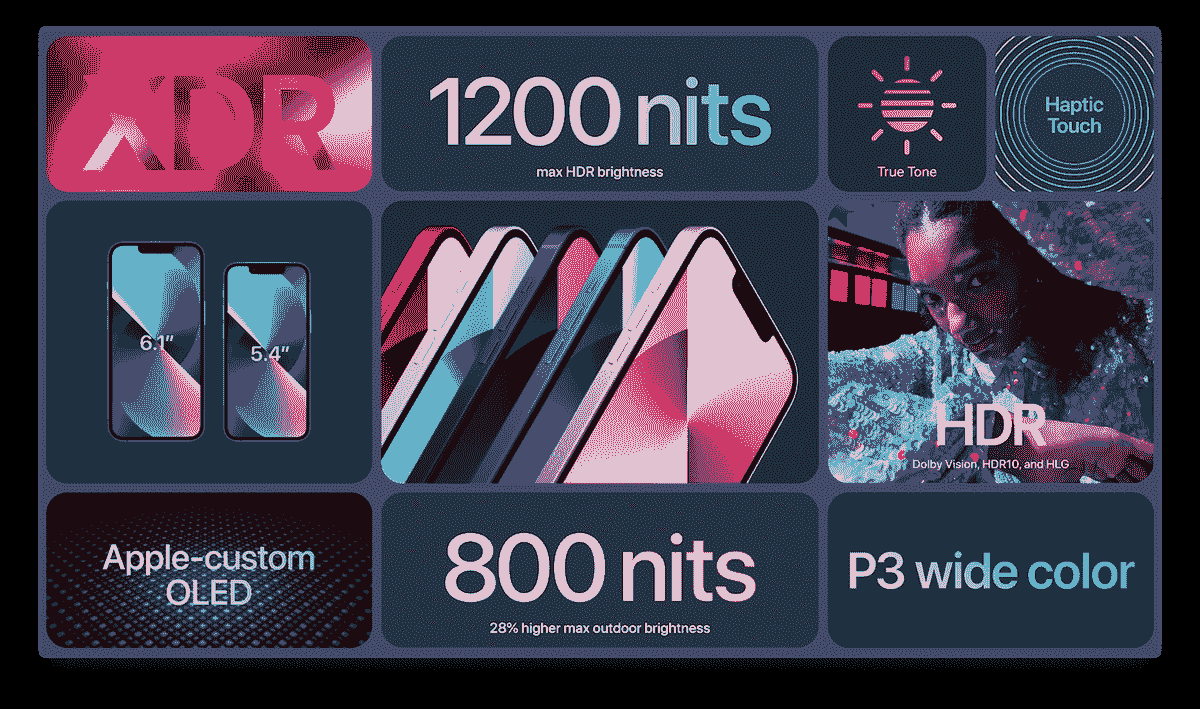 XDR
1200 nits
max HDR brightness
True Tone
Haptic
Touch
6.1”
5.4”
HDR
Dolby Vision, HDR10, and HLG
Apple-custom
OLED
800 nits
28% higher max outdoor brightness
P3 wide color